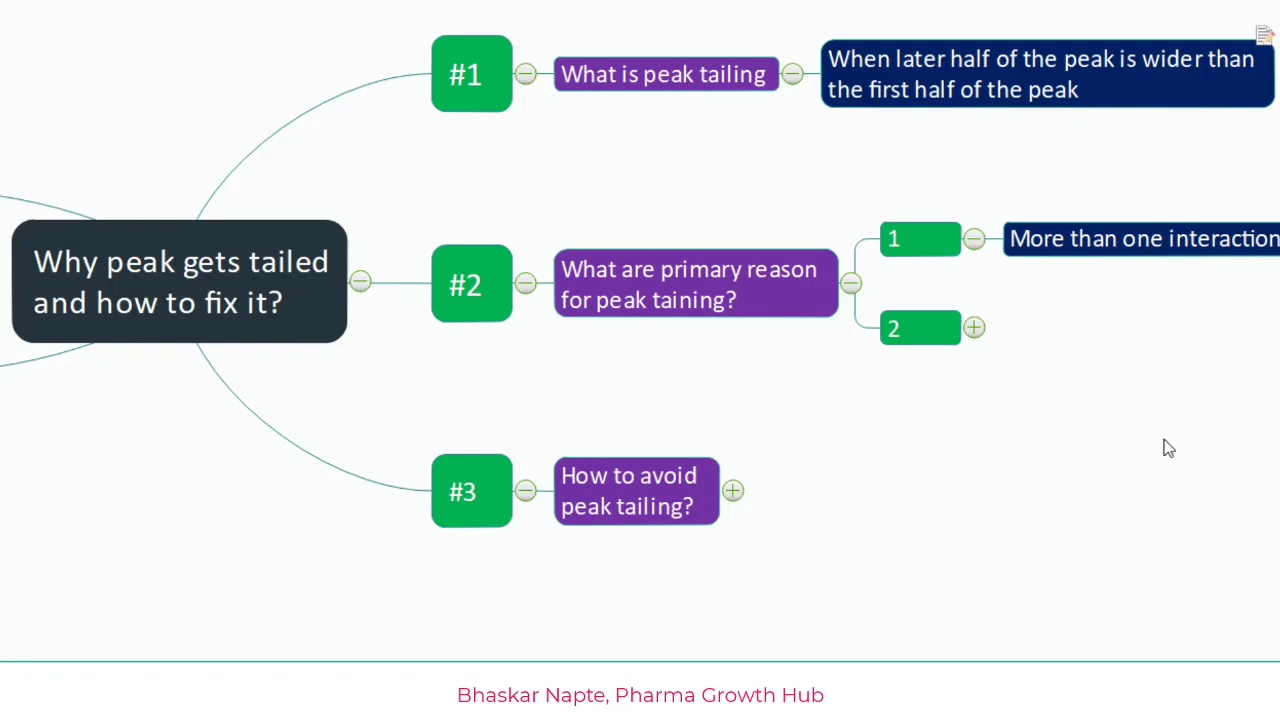 #1
What is peak tailing
When later half of the peak is wider than
the first half of the peak
Why peak gets tailed
and how to fix it?
#2
What are primary reason
for peak taining?
1
More than one interaction
2
#3
How to avoid
peak tailing?
Bhaskar Napte, Pharma Growth Hub